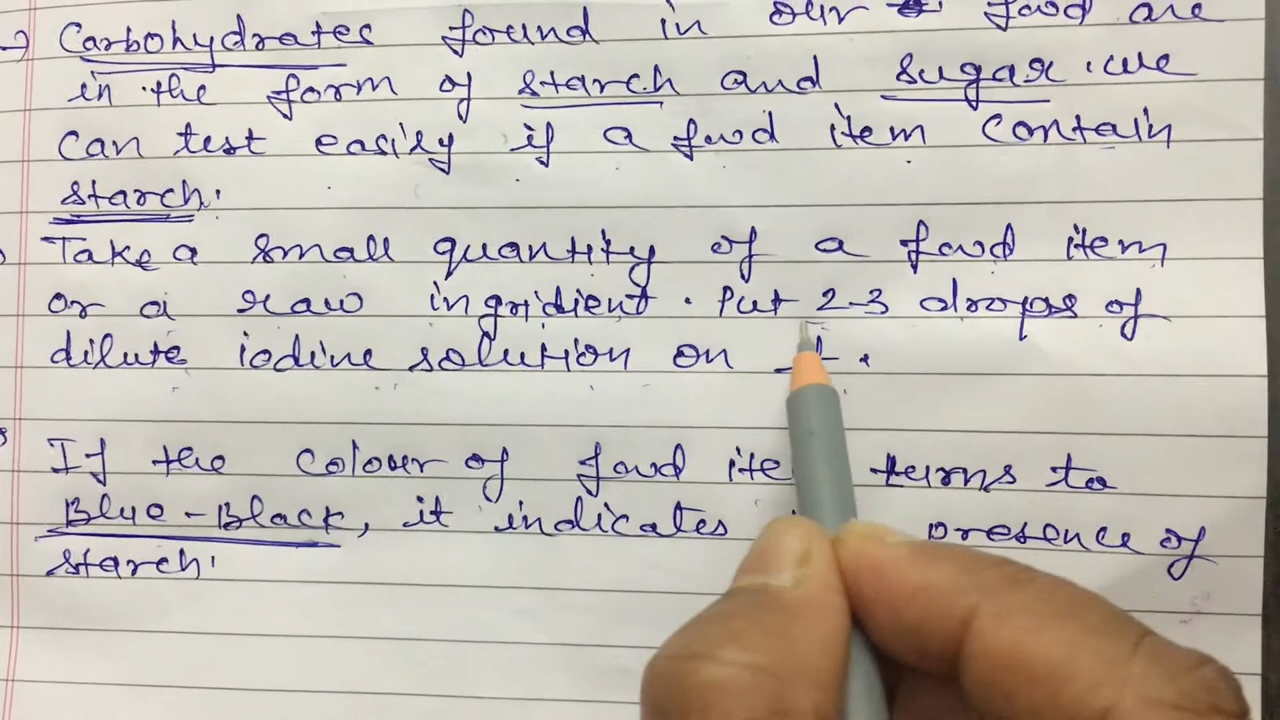 → Carbohydrates found in our food are
in the form of starch and sugar. we
can test easily if a food item contain
starch.
Take a small quantity of a food item
or a raw ingridient. Put 2-3 drops of
dilute iodine solution on it.
If the colour of food ite turns to
Blue-Black, it indicates presence of
starch.